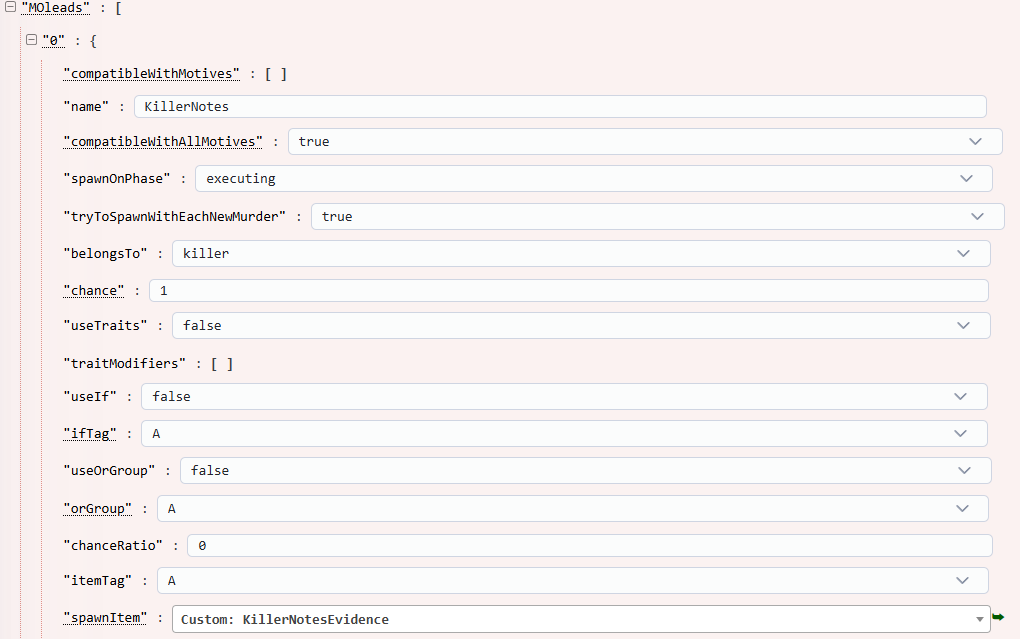 "MOleads" : [
"0" : {
"compatibleWithMotives" : [ ]
"name" : KillerNotes
"compatibleWithAllMotives" : true
"spawnOnPhase" : executing
"tryToSpawnWithEachNewMurder" : true
"belongsTo" : killer
"chance" : 1
"useTraits" : false
"traitModifiers" : [ ]
"useIf" : false
"ifTag" : A
"useOrGroup" : false
"orGroup" : A
"chanceRatio" : 0
"itemTag" : A
"spawnItem" : Custom: KillerNotesEvidence